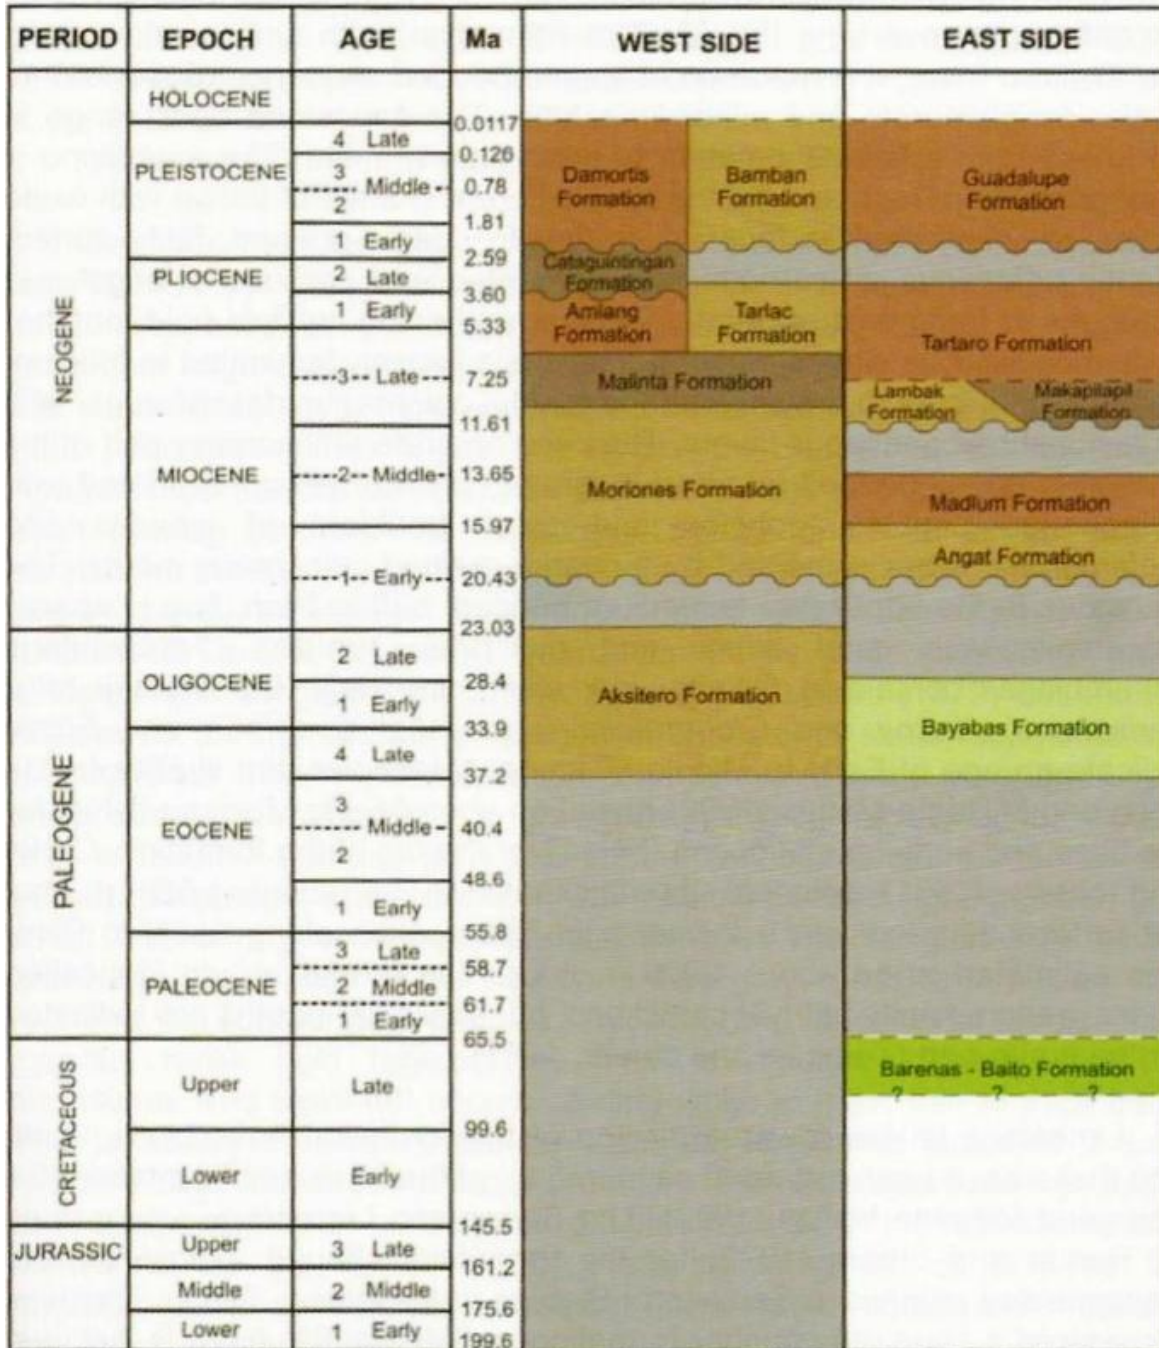 PERIOD EPOCH AGE Ma WEST SIDE EAST SIDE
HOLOCENE
0.0117
4 Late
0.126
PLEISTOCENE
3
Middle
0.78
2
1.81
1 Early
2.59
Damortis
Formation
Bamban
Formation
Guadalupe
Formation
NEOGENE
PLIOCENE
2 Late
3.60
1 Early
5.33
Cataguintingan
Formation
Amlang
Formation
Tarlac
Formation
Tartaro Formation
MIOCENE
3 Late
7.25
11.61
Malinta Formation
Lambak
Formation
Makapilapil
Formation
2 Middle
13.65
15.97
Moriones Formation
Madlum Formation
1 Early
20.43
23.03
Angat Formation
PALEOGENE
OLIGOCENE
2 Late
28.4
1 Early
33.9
Aksitero Formation
Bayabas Formation
EOCENE
4 Late
37.2
3
Middle
40.4
2
48.6
1 Early
55.8
PALEOCENE
3 Late
58.7
2 Middle
61.7
1 Early
65.5
CRETACEOUS
Upper Late
99.6
Barenas - Baito Formation
? ? ?
Lower Early
145.5
JURASSIC
Upper 3 Late
161.2
Middle 2 Middle
175.6
Lower 1 Early
199.6